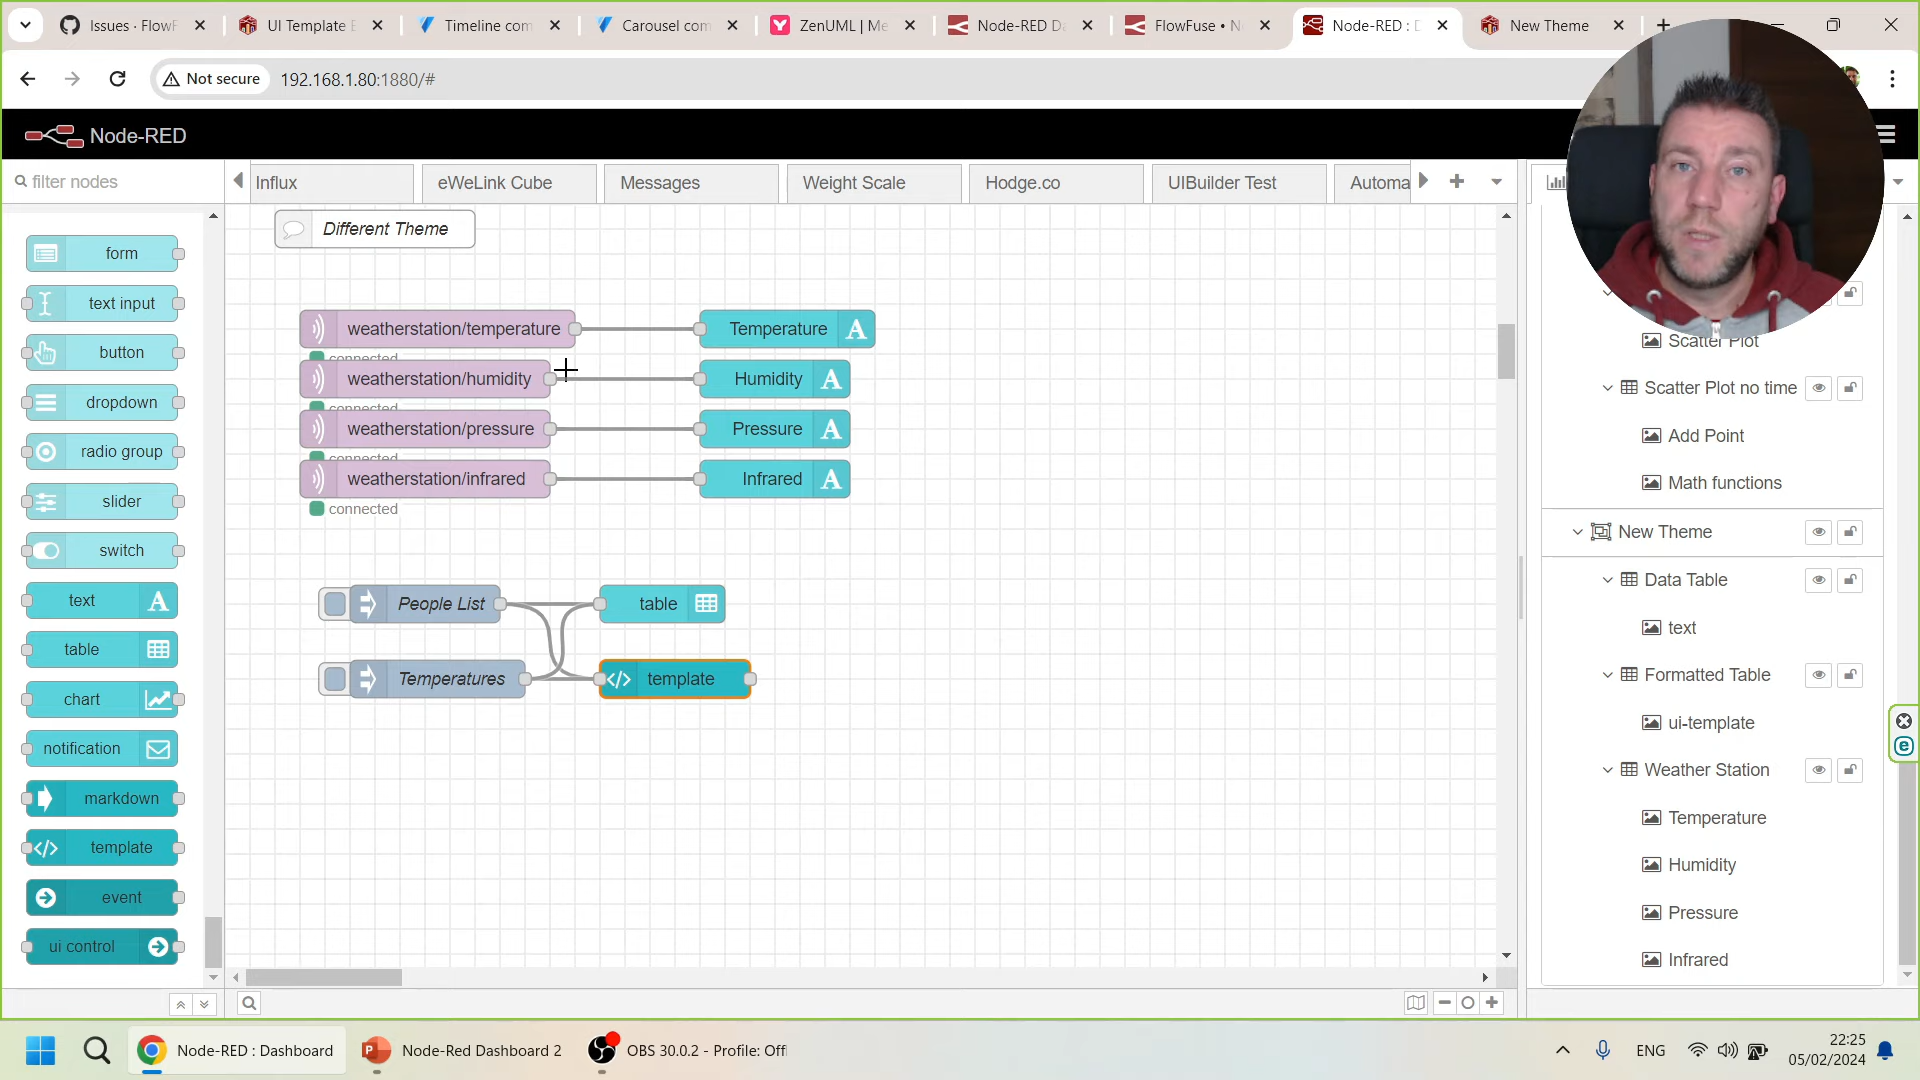 Issues · FlowF
UI Template E
Timeline com
Carousel com
ZenUML | Me
Node-RED Da
FlowFuse • N
Node-RED : D
New Theme
Not secure
192.168.1.80:1880/#
Node-RED
filter nodes
Influx
eWeLink Cube
Messages
Weight Scale
Hodge.co
UIBuilder Test
Automa
form
text input
button
dropdown
radio group
slider
switch
text
table
chart
notification
markdown
template
event
ui control
Different Theme
weatherstation/temperature
connected
Temperature
weatherstation/humidity
connected
Humidity
weatherstation/pressure
connected
Pressure
weatherstation/infrared
connected
Infrared
People List
table
Temperatures
template
Scatter Plot
Scatter Plot no time
Add Point
Math functions
New Theme
Data Table
text
Formatted Table
ui-template
Weather Station
Temperature
Humidity
Pressure
Infrared
Node-RED : Dashboard
Node-Red Dashboard 2
OBS 30.0.2 - Profile: Offi
ENG
22:25
05/02/2024